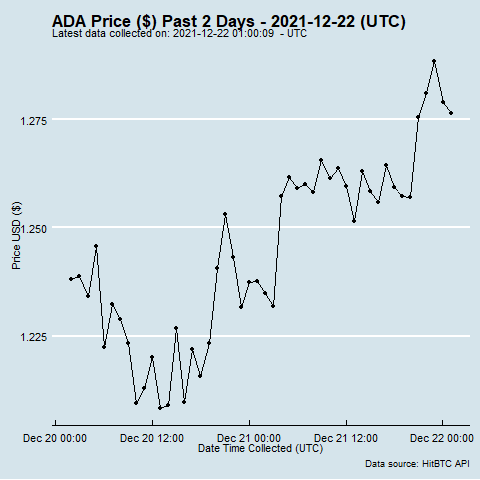 ADA Price ($) Past 2 Days - 2021-12-22 (UTC)
Latest data collected on: 2021-12-22 01:00:09 - UTC
Price USD ($)
1.275
1.250
1.225
Dec 20 00:00 Dec 20 12:00 Dec 21 00:00 Dec 21 12:00 Dec 22 00:00
Date Time Collected (UTC)
Data source: HitBTC API